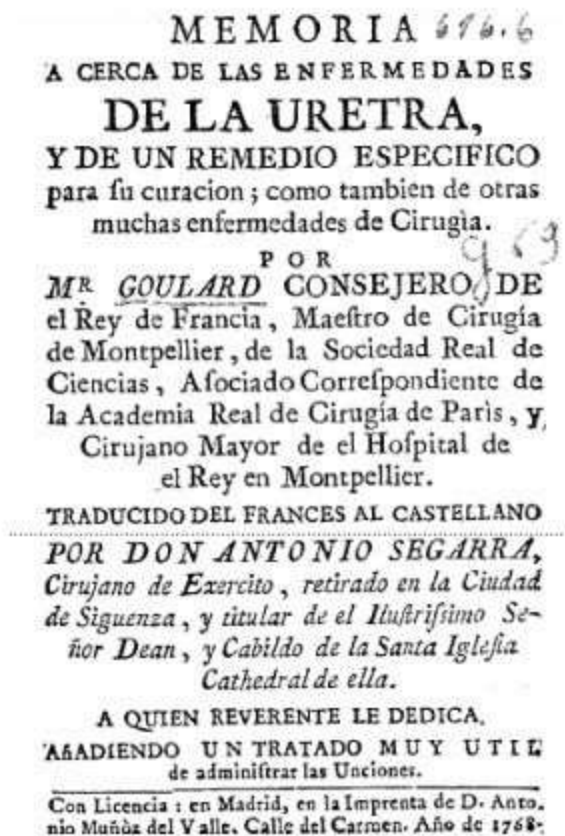 MEMORIA 616.6
A CERCA DE LAS ENFERMEDADES
DE LA URETRA,
Y DE UN REMEDIO ESPECIFICO
para ſu curacion ; como tambien de otras
muchas enfermedades de Cirugìa.
POR
Mᴿ GOULARD CONSEJERO DE
el Rey de Francia, Maeſtro de Cirugía
de Montpellier, de la Sociedad Real de
Ciencias, Aſociado Correſpondiente de
la Academia Real de Cirugía de Parìs, y
Cirujano Mayor de el Hoſpital de
el Rey en Montpellier.
TRADUCIDO DEL FRANCES AL CASTELLANO
POR DON ANTONIO SEGARRA,
Cirujano de Exercito, retirado en la Ciudad
de Siguenza, y titular de el Iluſtriſsimo Se-
ñor Dean, y Cabildo de la Santa Igleſia
Cathedral de ella.
A QUIEN REVERENTE LE DEDICA.
AñADIENDO UN TRATADO MUY UTIL
de adminiſtrar las Unciones.
Con Licencia : en Madrid, en la Imprenta de D. Anto.
nio Muñòz del Valle. Calle del Carmen. Año de 1768.